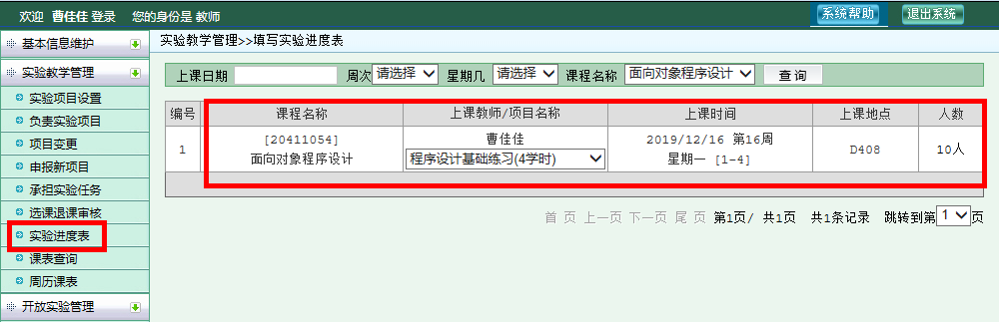 欢迎 曹佳佳 登录 您的身份是 教师 系统帮助 退出系统
基本信息维护
实验教学管理
实验项目设置
负责实验项目
项目变更
申报新项目
承担实验任务
选课退课审核
实验进度表
课表查询
周历课表
开放实验管理
实验教学管理>>填写实验进度表
上课日期 周次 请选择 星期几 请选择 课程名称 面向对象程序设计 查询
编号 课程名称 上课教师/项目名称 上课时间 上课地点 人数
1
[20411054]
面向对象程序设计
曹佳佳
程序设计基础练习(4学时)
2019/12/16 第16周
星期一 [1-4]
D408
10人
首 页 上一页 下一页 尾 页 第1页/ 共1页 共1条记录 跳转到第 1 页